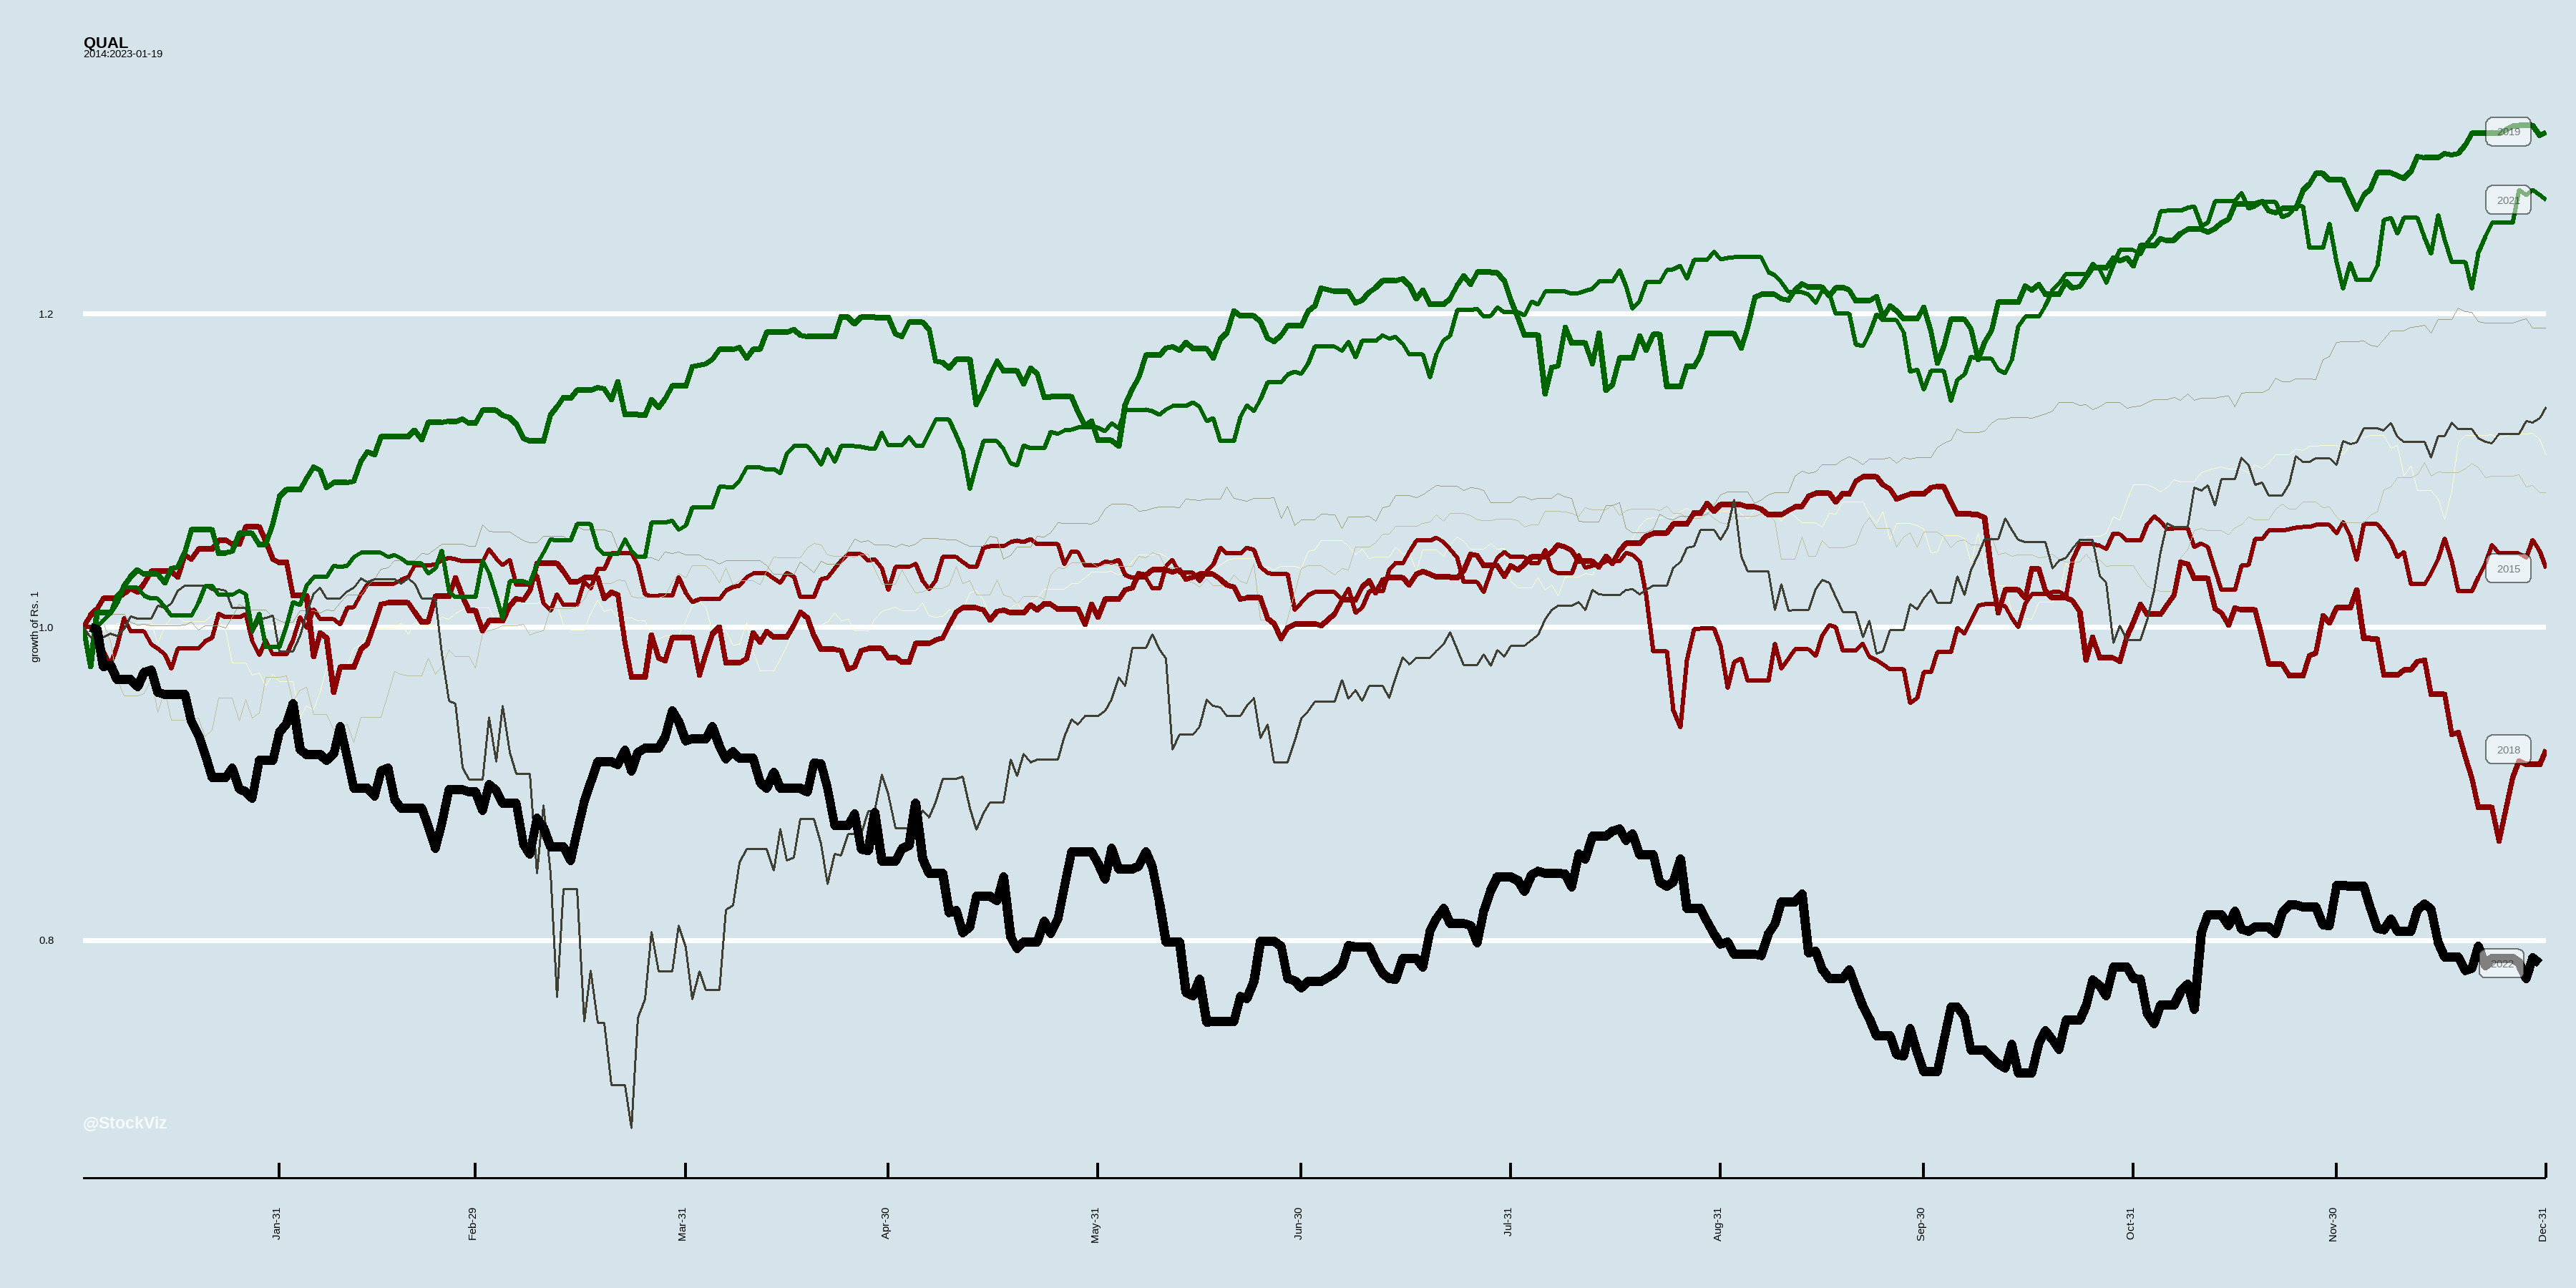 QUAL
2014:2023-01-19
2019
2021
1.2
2015
growth of Rs. 1
1.0
2018
0.8
2022
@StockViz
Jan-31
Feb-29
Mar-31
Apr-30
May-31
Jun-30
Jul-31
Aug-31
Sep-30
Oct-31
Nov-30
Dec-31